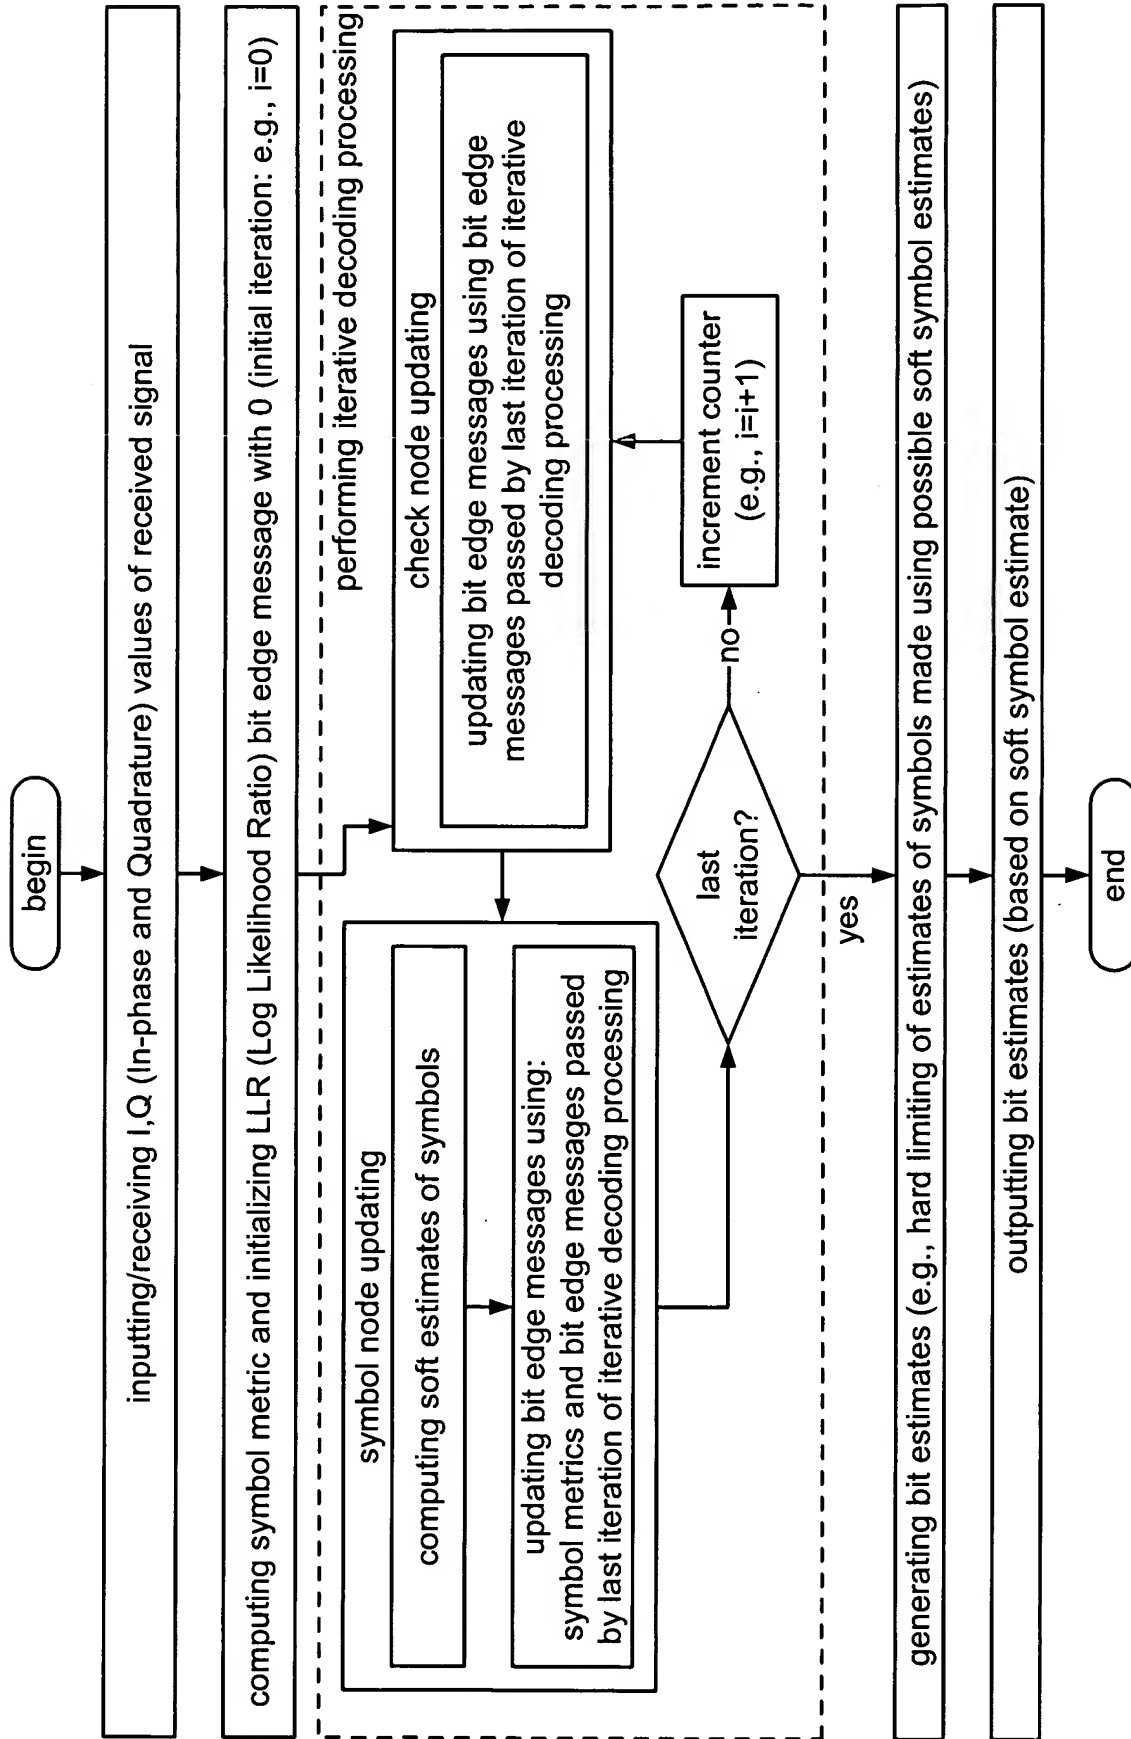 begin
inputting/receiving I,Q (In-phase and Quadrature) values of received signal
computing symbol metric and initializing LLR (Log Likelihood Ratio) bit edge message with 0 (initial iteration: e.g., i=0)
performing iterative decoding processing
check node updating
updating bit edge messages using bit edge
messages passed by last iteration of iterative
decoding processing
symbol node updating
computing soft estimates of symbols
updating bit edge messages using:
symbol metrics and bit edge messages passed
by last iteration of iterative decoding processing
last
iteration?
no
increment counter
(e.g., i=i+1)
yes
generating bit estimates (e.g., hard limiting of estimates of symbols made using possible soft symbol estimates)
outputting bit estimates (based on soft symbol estimate)
end